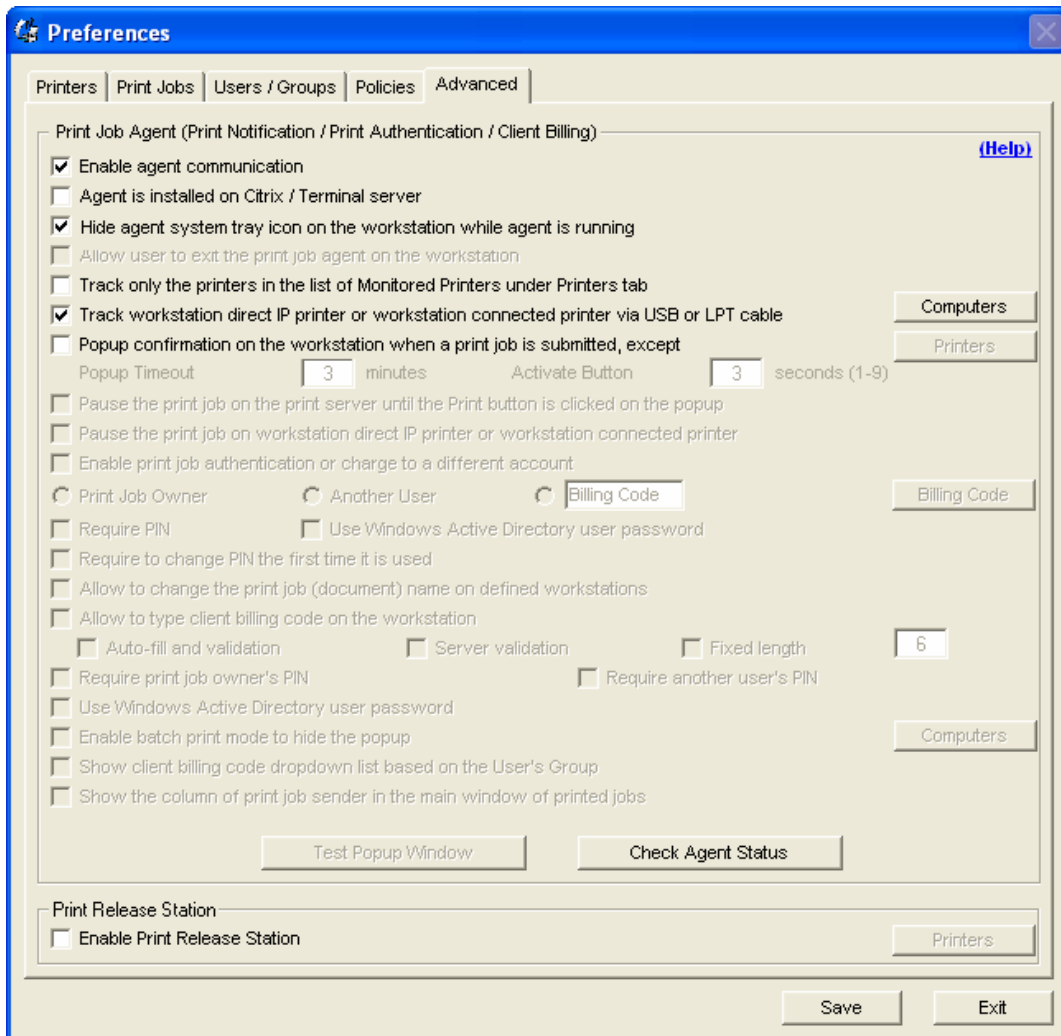 Preferences
Printers Print Jobs Users / Groups Policies Advanced
Print Job Agent (Print Notification / Print Authentication / Client Billing)
(Help)
Enable agent communication
Agent is installed on Citrix / Terminal server
Hide agent system tray icon on the workstation while agent is running
Allow user to exit the print job agent on the workstation
Track only the printers in the list of Monitored Printers under Printers tab
Track workstation direct IP printer or workstation connected printer via USB or LPT cable Computers
Popup confirmation on the workstation when a print job is submitted, except Printers
Popup Timeout 3 minutes Activate Button 3 seconds (1-9)
Pause the print job on the print server until the Print button is clicked on the popup
Pause the print job on workstation direct IP printer or workstation connected printer
Enable print job authentication or charge to a different account
Print Job Owner Another User Billing Code Billing Code
Require PIN Use Windows Active Directory user password
Require to change PIN the first time it is used
Allow to change the print job (document) name on defined workstations
Allow to type client billing code on the workstation
Auto-fill and validation Server validation Fixed length 6
Require print job owner's PIN Require another user's PIN
Use Windows Active Directory user password
Enable batch print mode to hide the popup Computers
Show client billing code dropdown list based on the User's Group
Show the column of print job sender in the main window of printed jobs
Test Popup Window Check Agent Status
Print Release Station
Enable Print Release Station Printers
Save Exit